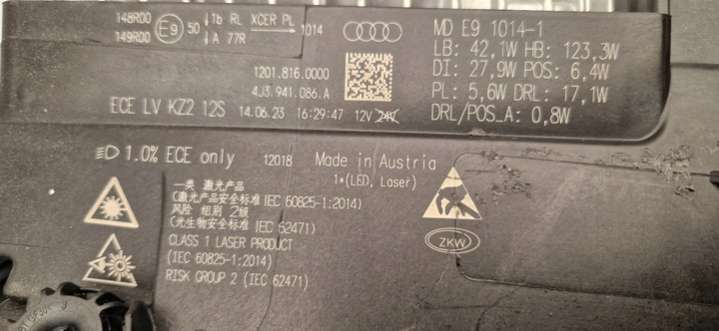 148R00
149R00
E9
50
1b RL XCER PL
A 77R
1014
MD E9 1014-1
LB: 42,1W HB: 123,3W
DI: 27,9W POS: 6,4W
PL: 5,6W DRL: 17,1W
DRL/POS_A: 0,8W
1201.816.0000
4J3.941.086.A
ECE LV KZ2 12S 14.06.23 16:29:47 12V 24V
1.0% ECE only 12018 Made in Austria
1*(LED, Laser)
一类 激光产品
(激光产品安全标准 IEC 60825-1:2014)
风险 组别 2级
(光生物安全标准 IEC 62471)
CLASS 1 LASER PRODUCT
(IEC 60825-1:2014)
RISK GROUP 2 (IEC 62471)
ZKW